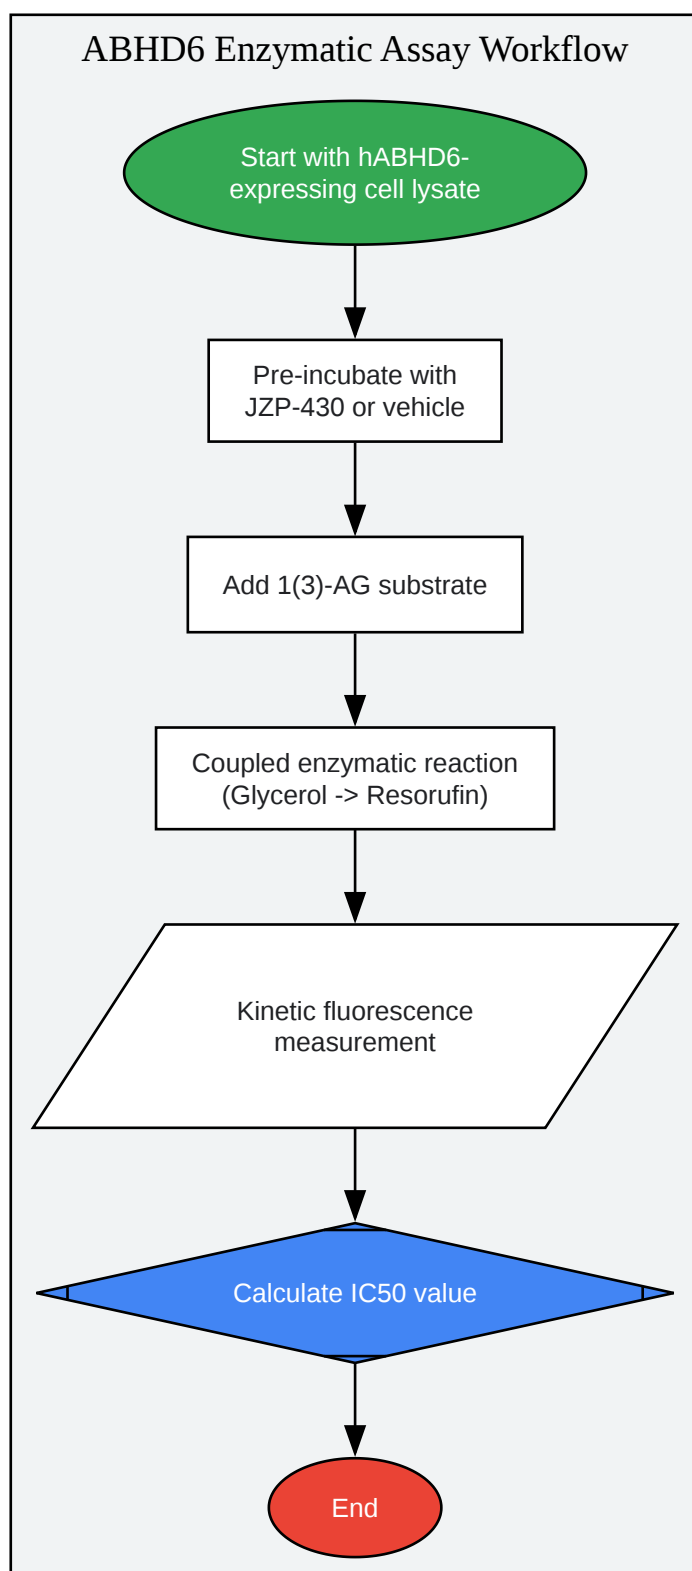 ABHD6 Enzymatic Assay Workflow
Start with hABHD6-
expressing cell lysate
Pre-incubate with
JZP-430 or vehicle
Add 1(3)-AG substrate
Coupled enzymatic reaction
(Glycerol -> Resorufin)
Kinetic fluorescence
measurement
Calculate IC50 value
End